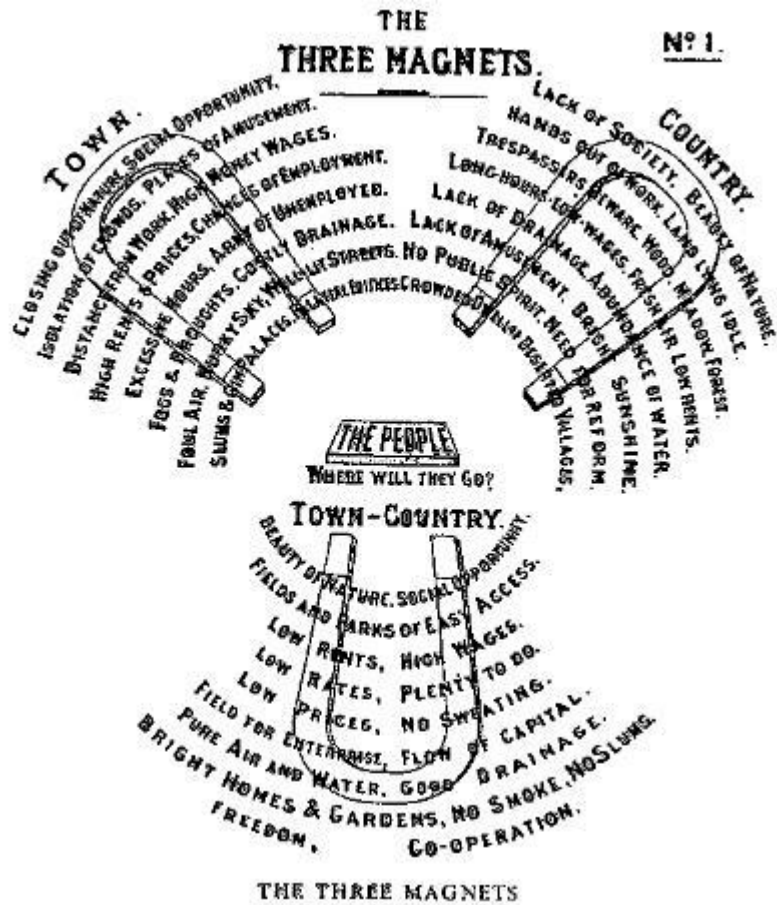 THE
THREE MAGNETS.
Nº 1.
TOWN.
CLOSING OUT OF NATURE. SOCIAL OPPORTUNITY.
ISOLATION OF CROWDS. PLACES OF AMUSEMENT.
DISTANCE FROM WORK. HIGH MONEY WAGES.
HIGH RENTS & PRICES. CHANCES OF EMPLOYMENT.
EXCESSIVE HOURS. ARMY OF UNEMPLOYED.
FOGS & DROUGHTS. COSTLY DRAINAGE.
FOUL AIR. MURKY SKY. WELL-LIT STREETS.
SLUMS & GIN PALACES. PALATIAL EDIFICES.
COUNTRY.
LACK OF SOCIETY. BEAUTY OF NATURE.
HANDS OUT OF WORK. LAND LYING IDLE.
TRESPASSERS BEWARE. WOOD, MEADOW, FOREST.
LONG HOURS-LOW WAGES. FRESH AIR. LOW RENTS.
LACK OF DRAINAGE. ABUNDANCE OF WATER.
LACK OF AMUSEMENT. BRIGHT SUNSHINE.
NO PUBLIC SPIRIT. NEED FOR REFORM.
CROWDED DWELLINGS. DESERTED VILLAGES.
THE PEOPLE
WHERE WILL THEY GO?
TOWN-COUNTRY.
BEAUTY OF NATURE. SOCIAL OPPORTUNITY.
FIELDS AND PARKS OF EASY ACCESS.
LOW RENTS, HIGH WAGES.
LOW RATES, PLENTY TO DO.
LOW PRICES, NO SWEATING.
FIELD FOR ENTERPRISE, FLOW OF CAPITAL.
PURE AIR AND WATER, GOOD DRAINAGE.
BRIGHT HOMES & GARDENS, NO SMOKE, NO SLUMS.
FREEDOM. CO-OPERATION.
THE THREE MAGNETS